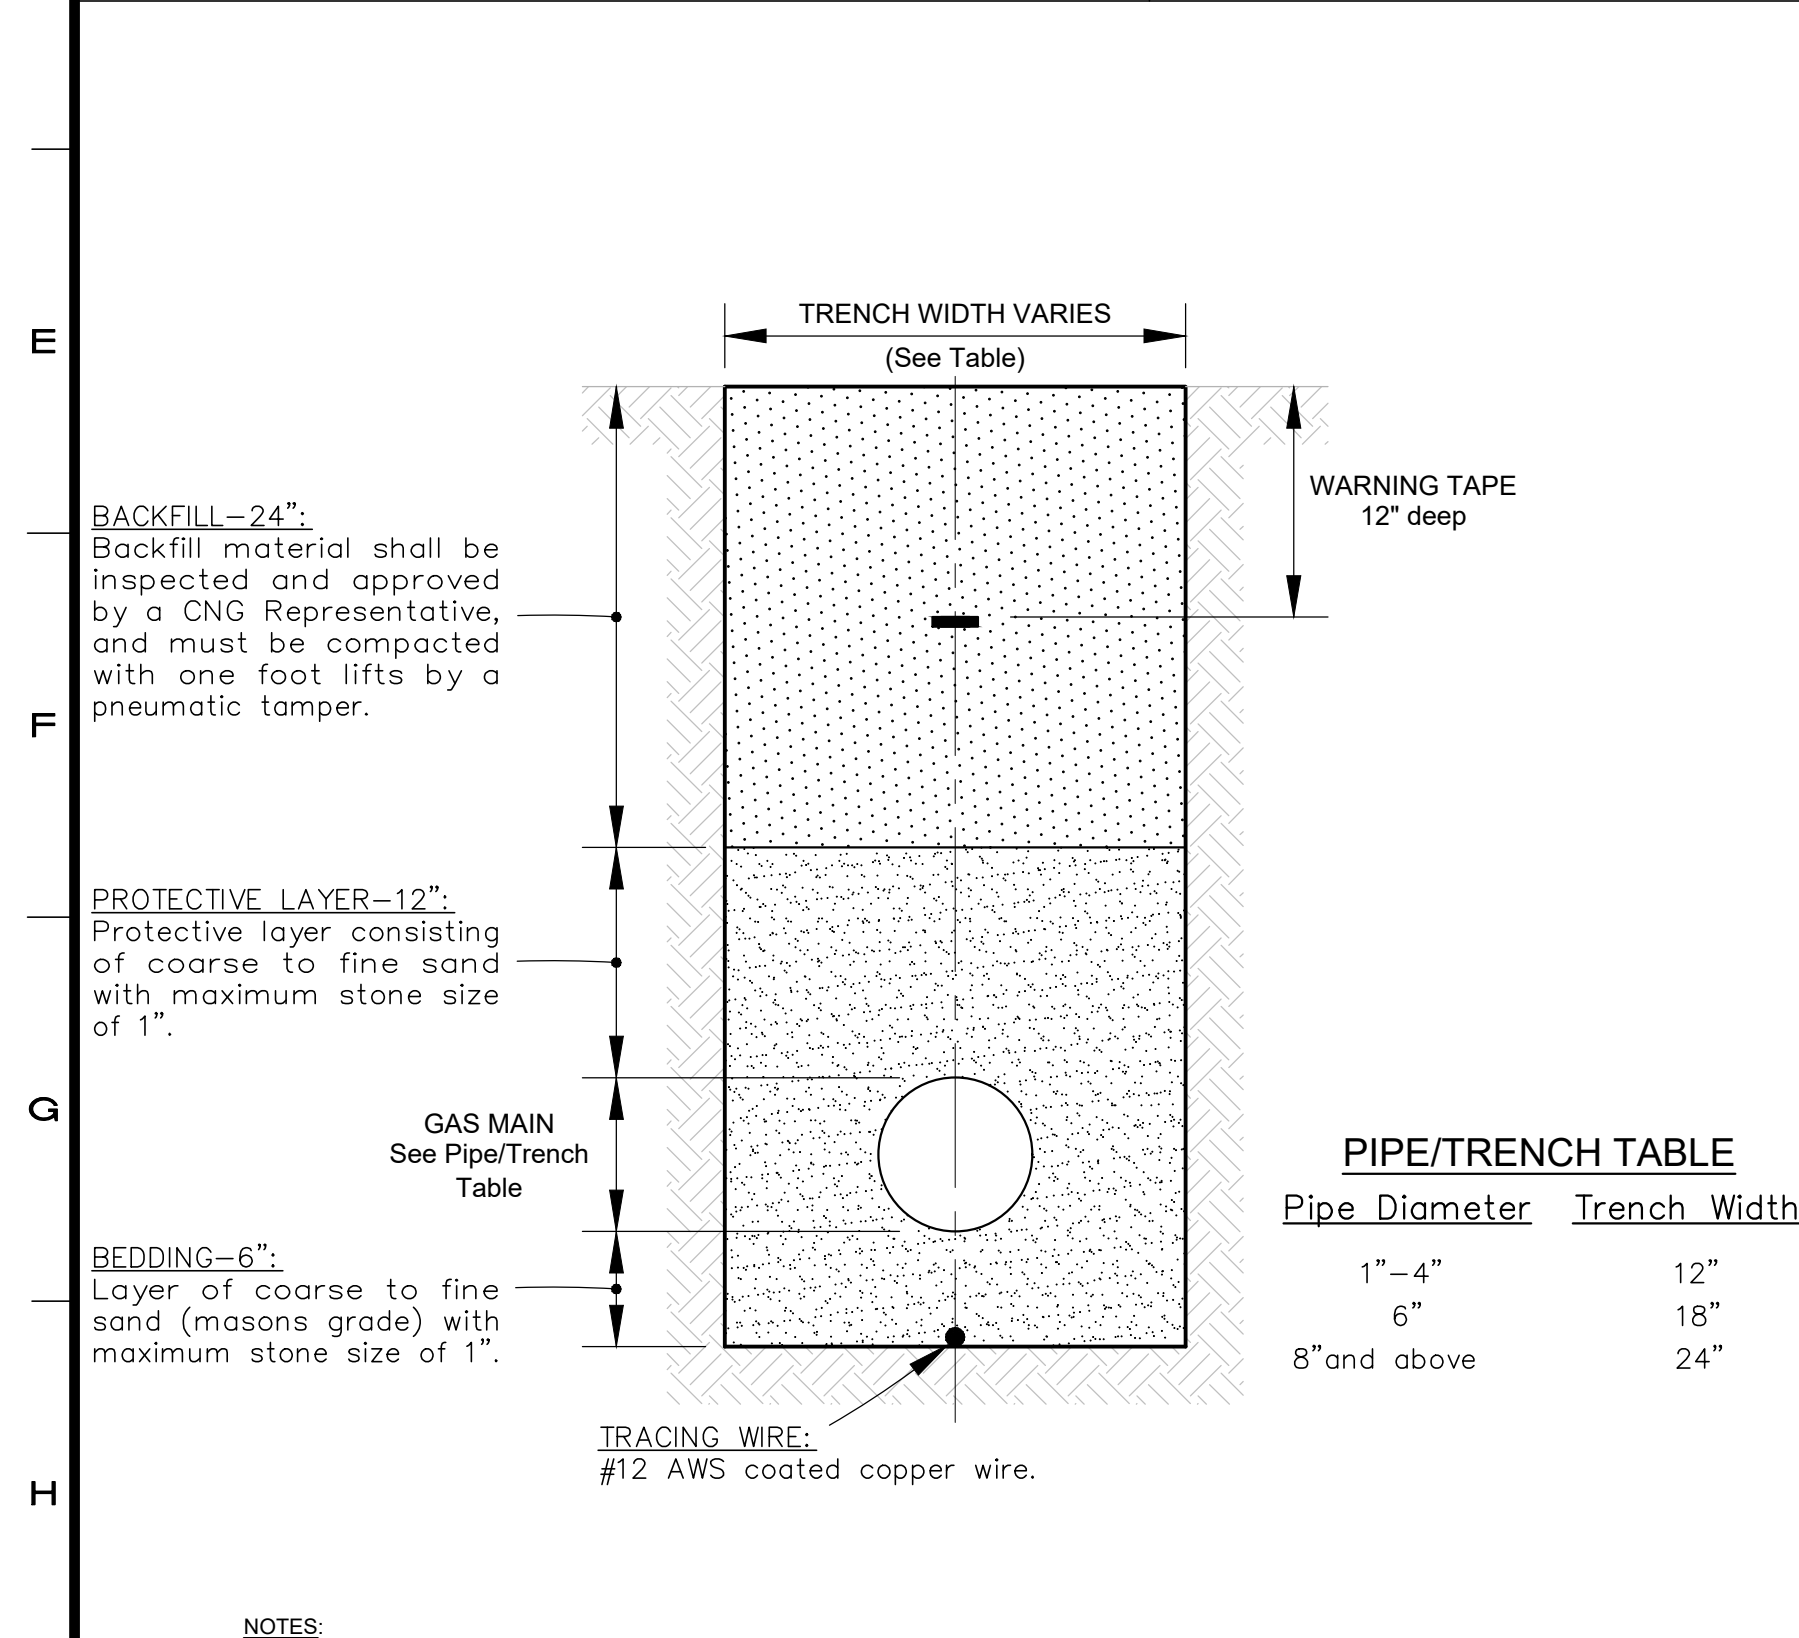 TRENCH WIDTH VARIES
(See Table)
E
WARNING TAPE
12" deep
BACKFILL–24”:
Backfill material shall be
inspected and approved
by a CNG Representative,
and must be compacted
with one foot lifts by a
pneumatic tamper.
F
PROTECTIVE LAYER–12”:
Protective layer consisting
of coarse to fine sand
with maximum stone size
of 1”.
G
GAS MAIN
See Pipe/Trench
Table
PIPE/TRENCH TABLE
Pipe Diameter Trench Width
1”–4” 12”
6” 18”
8”and above 24”
BEDDING–6”:
Layer of coarse to fine
sand (masons grade) with
maximum stone size of 1”.
TRACING WIRE:
#12 AWS coated copper wire.
H
NOTES: